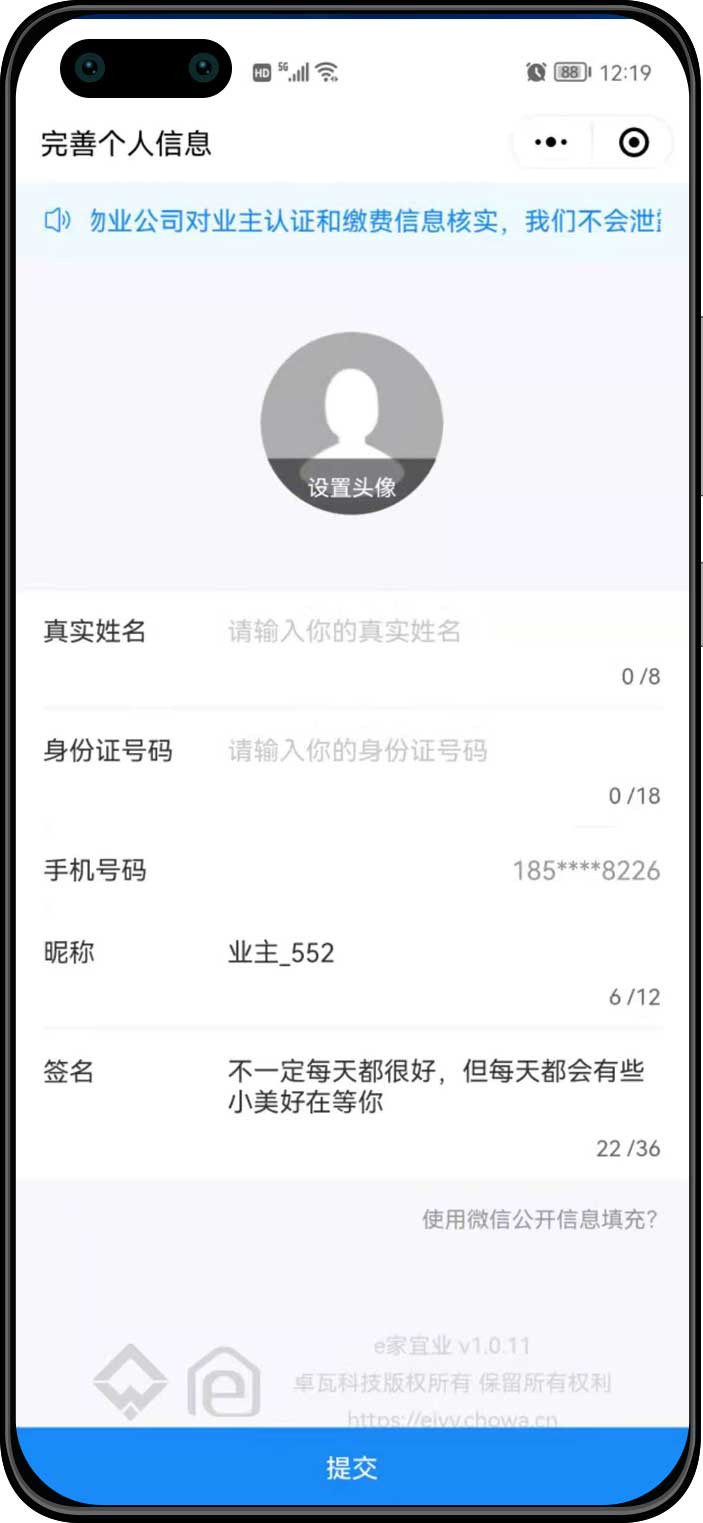 HD 5G 88 12:19
完善个人信息
业公司对业主认证和缴费信息核实，我们不会泄
设置头像
真实姓名 请输入你的真实姓名
0 /8
身份证号码 请输入你的身份证号码
0 /18
手机号码 185****8226
昵称 业主_552
6 /12
签名 不一定每天都很好，但每天都会有些
小美好在等你
22 /36
使用微信公开信息填充？
e家宜业 v1.0.11
卓瓦科技版权所有 保留所有权利
https://ejyy.chowa.cn
提交